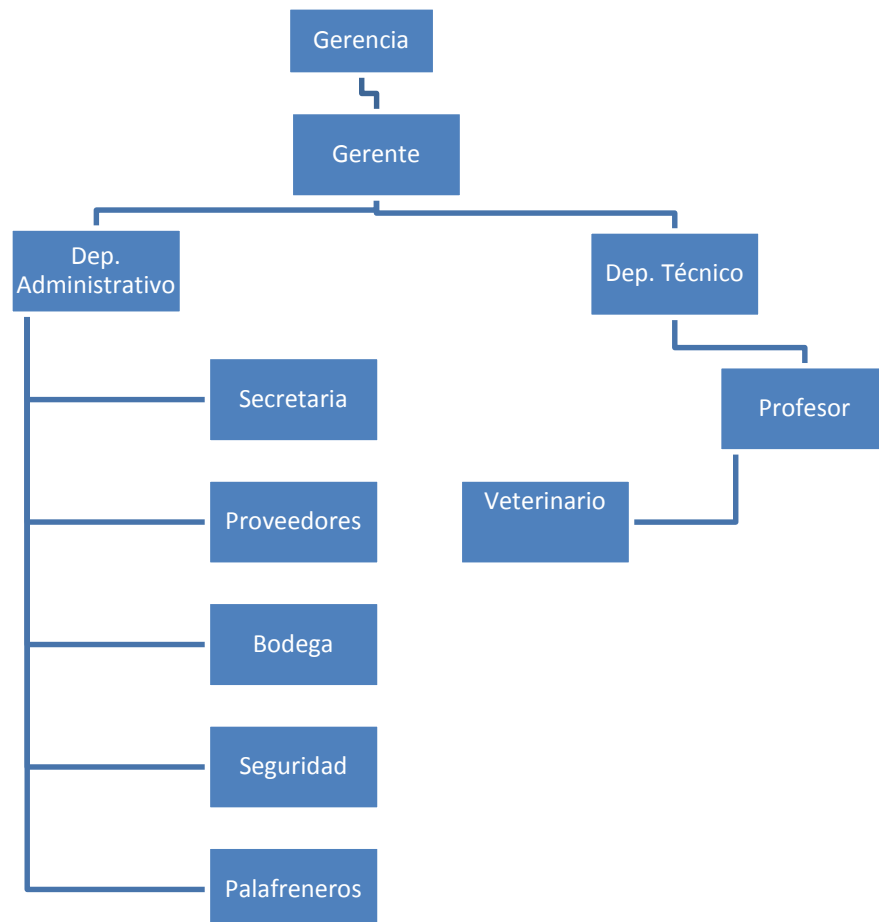 Gerencia
Gerente
Dep.
Administrativo
Dep. Técnico
Secretaria
Profesor
Proveedores
Veterinario
Bodega
Seguridad
Palafreneros